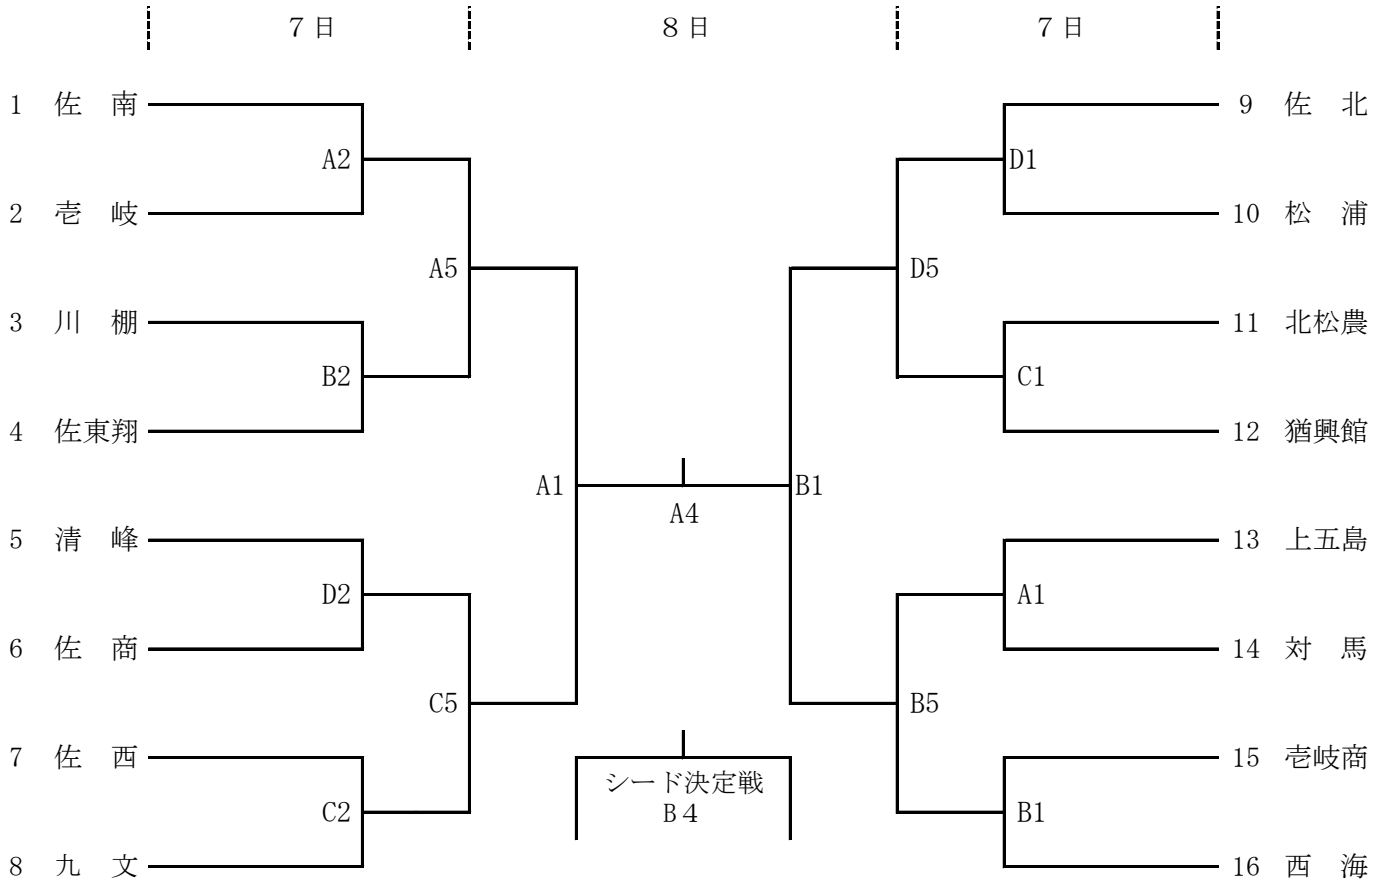 ７日 ８日 ７日
1 佐 南 9 佐 北
A2 D1
2 壱 岐 10 松 浦
A5 D5
3 川 棚 11 北松農
B2 C1
4 佐東翔 12 猶興館
A1 B1
A4
5 清 峰 13 上五島
D2 A1
6 佐 商 14 対 馬
C5 B5
7 佐 西 15 壱岐商
シード決定戦
C2 Ｂ４ B1
8 九 文 16 西 海